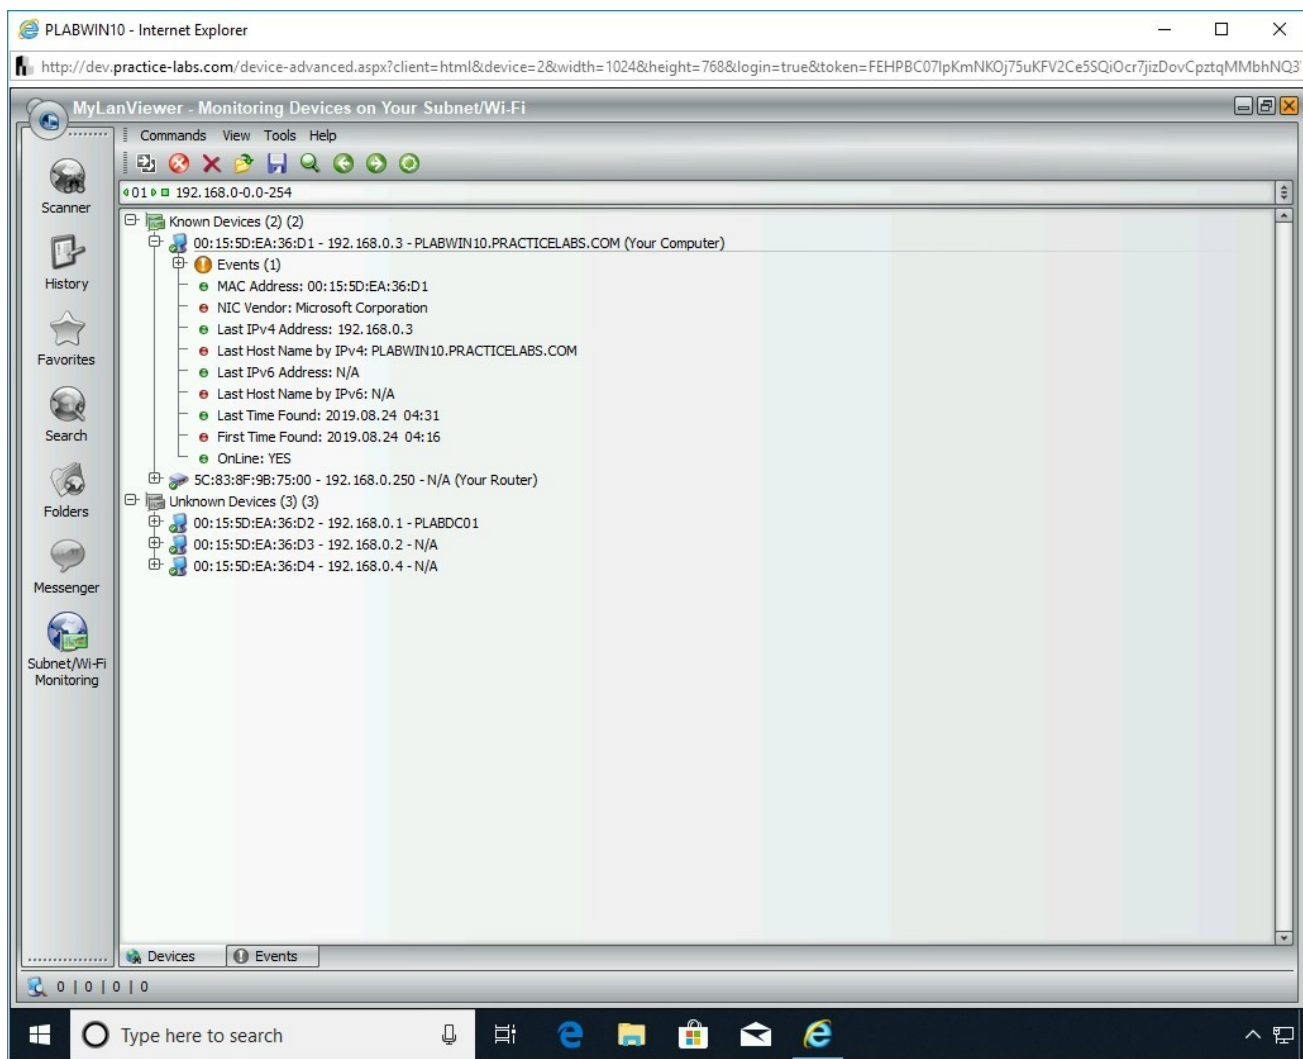 PLABWIN10 - Internet Explorer
http://dev.practice-labs.com/device-advanced.aspx?client=html&device=2&width=1024&height=768&login=true&token=FEHPBC07IpKmNKOj75uKFV2Ce5SQiOcr7jizDovCpztqMMbhNQ3
MyLanViewer - Monitoring Devices on Your Subnet/Wi-Fi
Commands View Tools Help
01 192.168.0-0.0-254
Scanner
History
Favorites
Search
Folders
Messenger
Subnet/Wi-Fi
Monitoring
Known Devices (2) (2)
00:15:5D:EA:36:D1 - 192.168.0.3 - PLABWIN10.PRACTICELABS.COM (Your Computer)
Events (1)
MAC Address: 00:15:5D:EA:36:D1
NIC Vendor: Microsoft Corporation
Last IPv4 Address: 192.168.0.3
Last Host Name by IPv4: PLABWIN10.PRACTICELABS.COM
Last IPv6 Address: N/A
Last Host Name by IPv6: N/A
Last Time Found: 2019.08.24 04:31
First Time Found: 2019.08.24 04:16
OnLine: YES
5C:83:8F:9B:75:00 - 192.168.0.250 - N/A (Your Router)
Unknown Devices (3) (3)
00:15:5D:EA:36:D2 - 192.168.0.1 - PLABDC01
00:15:5D:EA:36:D3 - 192.168.0.2 - N/A
00:15:5D:EA:36:D4 - 192.168.0.4 - N/A
Devices Events
0 | 0 | 0 | 0
Type here to search